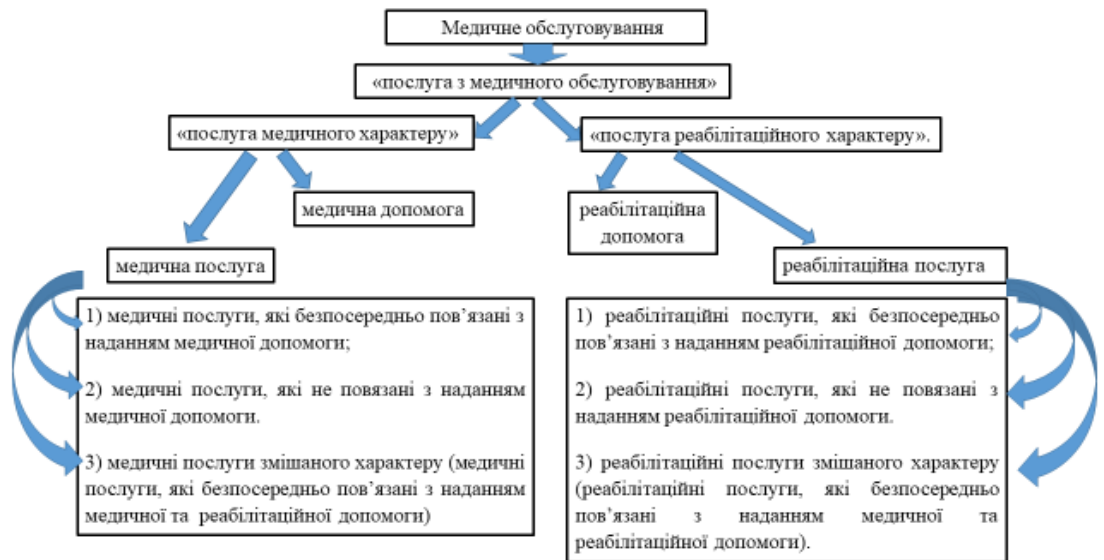 Медичне обслуговування
«послуга з медичного обслуговування»
«послуга медичного характеру»
«послуга реабілітаційного характеру».
медична допомога
реабілітаційна
допомога
медична послуга
реабілітаційна послуга
1) медичні послуги, які безпосередньо пов’язані з
наданням медичної допомоги;
2) медичні послуги, які не повязані з наданням
медичної допомоги.
3) медичні послуги змішаного характеру (медичні
послуги, які безпосередньо пов’язані з наданням
медичної та реабілітаційної допомоги)
1) реабілітаційні послуги, які безпосередньо
пов’язані з наданням реабілітаційної допомоги;
2) реабілітаційні послуги, які не повязані з
наданням реабілітаційної допомоги.
3) реабілітаційні послуги змішаного характеру
(реабілітаційні послуги, які безпосередньо
пов’язані з наданням медичної та
реабілітаційної допомоги).